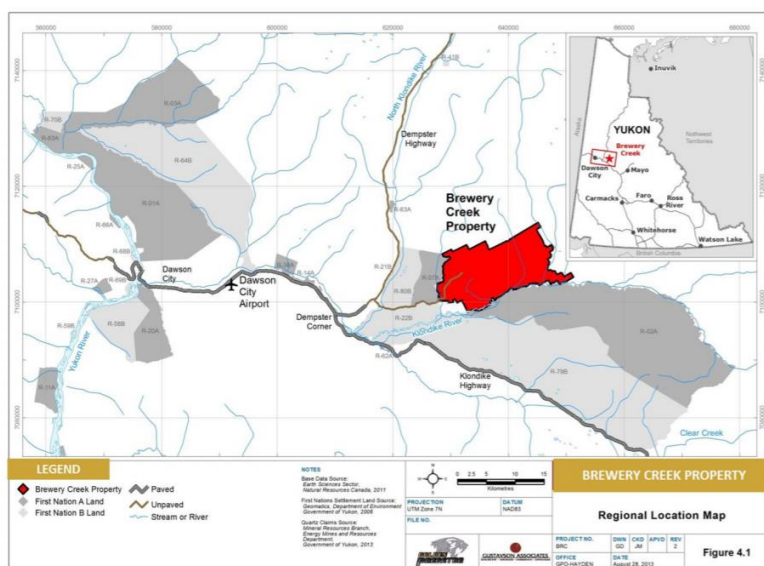 560000
580000
600000
620000
640000
660000
680000
7140000
7120000
7100000
7080000
R-41B
North Klondike River
Dempster
Highway
R-05A
R-70B
R-83A
R-64B
R-25A
R-01A
R-63A
R-66A
R-68B
Brewery
Creek
Property
Dawson
City
R-16A
R-14A
R-21B
R-27A
R-69B
Dawson
City
Airport
R-80B
R-59B
R-58B
R-20A
Dempster
Corner
R-22B
Klondike River
R-62A
Yukon River
R-11A
Klondike
Highway
R-79B
Clear Creek
Inuvik
Alaska
YUKON
Northwest
Territories
Brewery
Creek
Dawson
City
Mayo
Carmacks
Faro
Ross
River
Whitehorse
Watson Lake
British Columbia
LEGEND
Brewery Creek Property
First Nation A Land
First Nation B Land
Paved
Unpaved
Stream or River
NOTES
Base Data Source:
Earth Sciences Sector,
Natural Resources Canada, 2011
First Nations Settlement Land Source:
Geomatics, Department of Environment
Government of Yukon, 2006
Quartz Claims Source:
Mineral Resources Branch,
Energy Mines and Resources
Department,
Government of Yukon, 2013
0 2.5 5 10 15
Kilometres
PROJECTION
UTM Zone 7N
DATUM
NAD83
FILE NO.
GUSTAVSON ASSOCIATES
BREWERY CREEK PROPERTY
Regional Location Map
PROJECT NO.
BRC
DWN
GD
CKD
JM
APVD
REV
2
OFFICE
GPO-HAYDEN
DATE
August 28, 2013
Figure 4.1